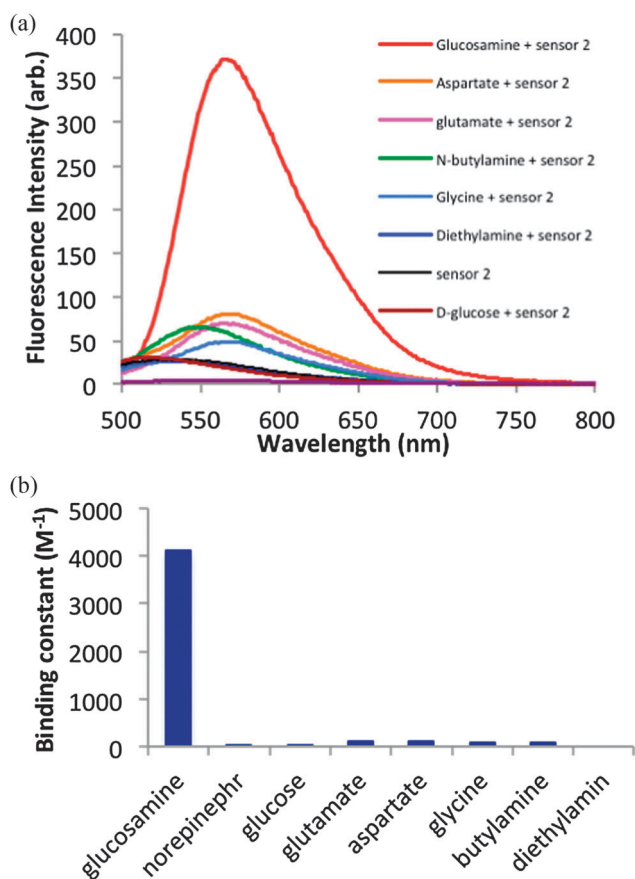 (a)
400
350
300
250
200
150
100
50
0
Fluorescence Intensity (arb.)
Glucosamine + sensor 2
Aspartate + sensor 2
glutamate + sensor 2
N-butylamine + sensor 2
Glycine + sensor 2
Diethylamine + sensor 2
sensor 2
D-glucose + sensor 2
500 550 600 650 700 750 800
Wavelength (nm)
(b)
5000
4000
3000
2000
1000
0
Binding constant (M-1)
glucosamine
norepinephr
glucose
glutamate
aspartate
glycine
butylamine
diethylamin